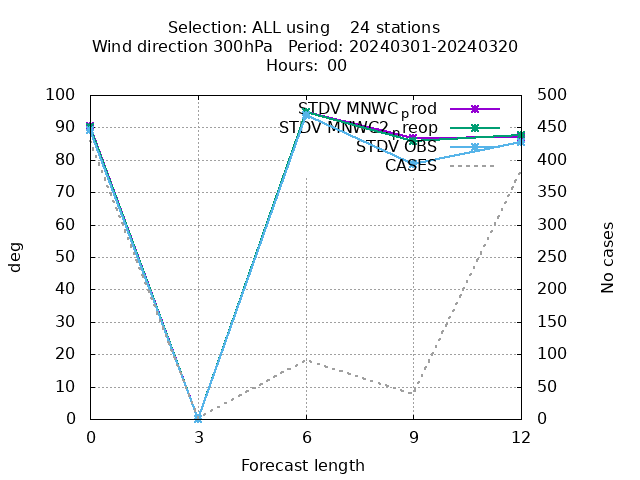 Selection: ALL using    24 stations
Wind direction 300hPa   Period: 20240301-20240320
Hours:  00
100
90
80
70
60
50
40
30
20
10
0
500
450
400
350
300
250
200
150
100
50
0
STDV MNWCprod
STDV MNWC2preop
STDV OBS
CASES
deg
No cases
0 3 6 9 12
Forecast length